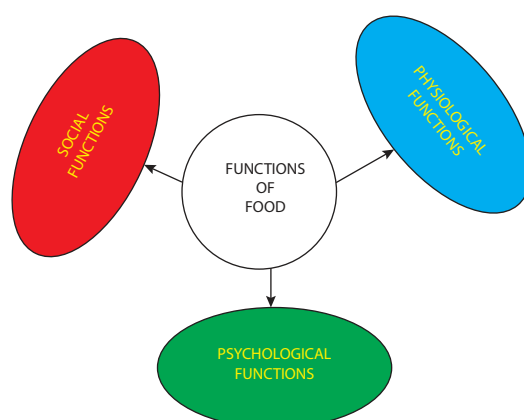 SOCIAL
FUNCTIONS
PHYSIOLOGICAL
FUNCTIONS
FUNCTIONS
OF
FOOD
PSYCHOLOGICAL
FUNCTIONS